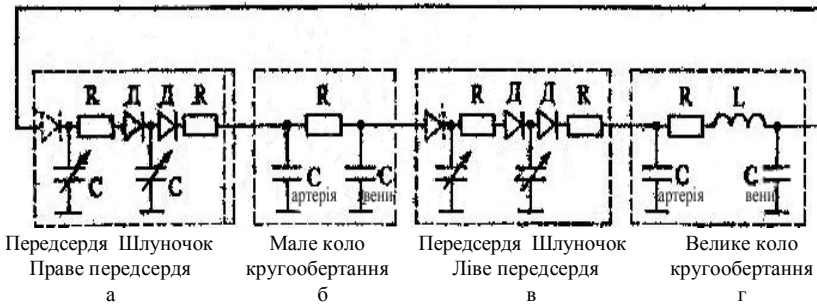 R Д Д R R R Д Д R R L
C C C C C C C
артерія вени артерія вени
Передсердя Шлуночок Мале коло Передсердя Шлуночок Велике коло
Праве передсердя кругообертання Ліве передсердя кругообертання
а б в г